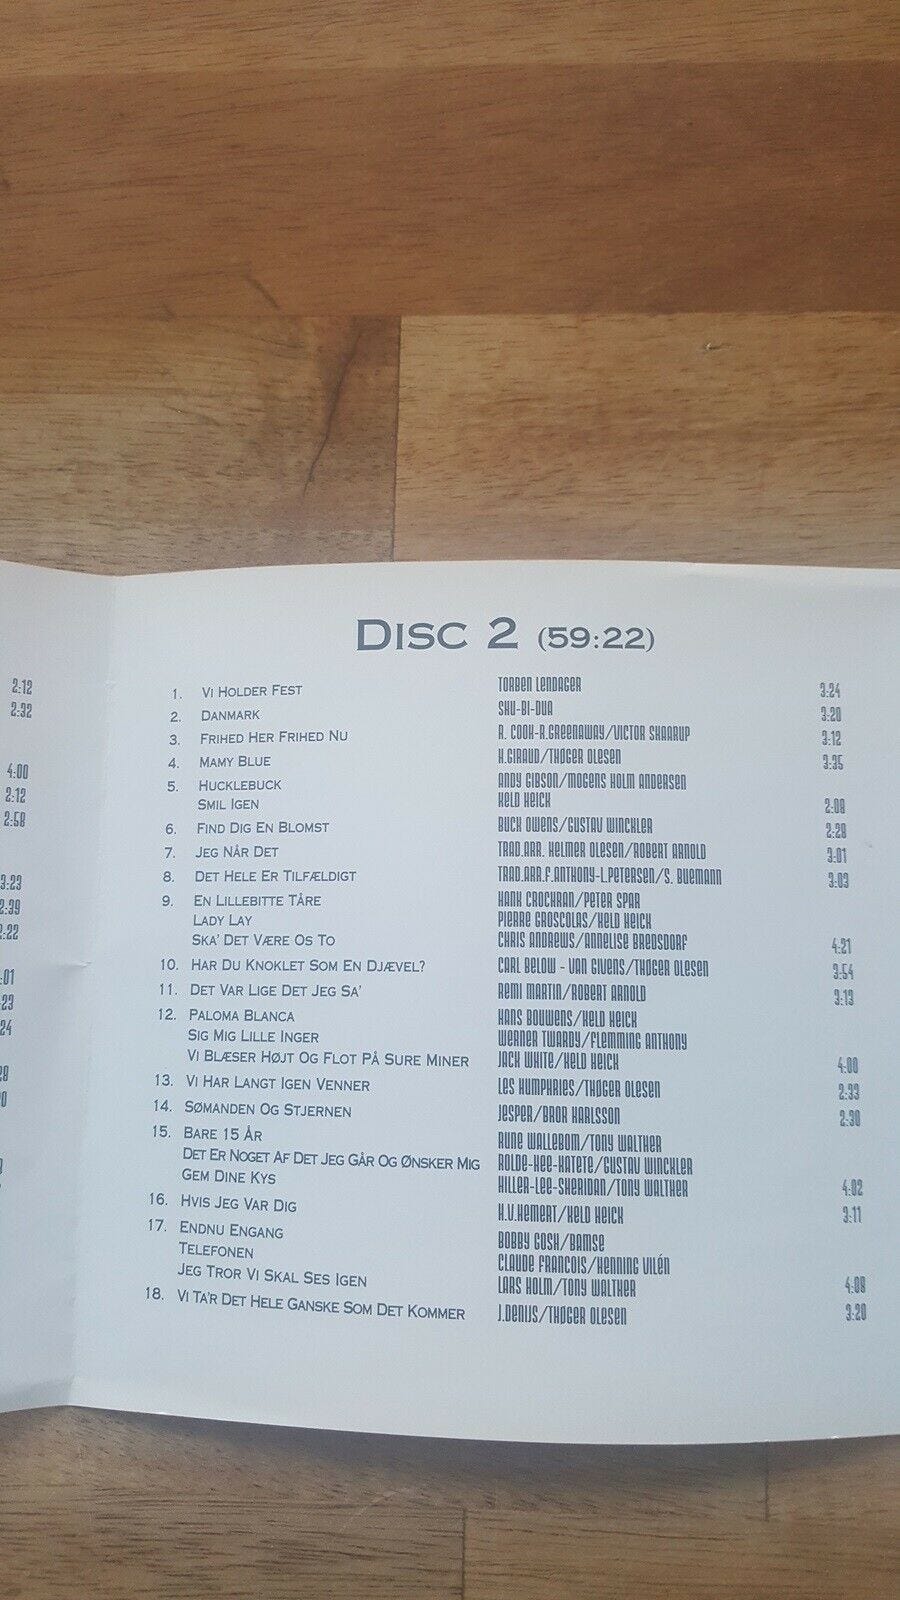 2:12
2:32
4:00
2:12
2:58
3:23
2:39
2:22
:01
:23
24
Disc 2 (59:22)
1. Vi Holder Fest Torben Lendager 3:24
2. Danmark Shu-Bi-Dua 3:20
3. Frihed Her Frihed Nu R. Cook-R.Greenaway/Victor Skaarup 3:12
4. Mamy Blue H.Giraud/Thøger Olesen 3:35
5. Hucklebuck Andy Gibson/Mogens Holm Andersen
Smil Igen Keld Heick 2:08
6. Find Dig En Blomst Buck Owens/Gustav Winckler 2:28
7. Jeg Når Det Trad.Arr. Helmer Olesen/Robert Arnold 3:01
8. Det Hele Er Tilfældigt Trad.Arr.F.Anthony-L.Petersen/S. Buemann 3:03
9. En Lillebitte Tåre Hank Crochran/Peter Spar
Lady Lay Pierre Groscolas/Keld Heick
Ska' Det Være Os To Chris Andrews/Annelise Bredsdorf 4:21
10. Har Du Knoklet Som En Djævel? Carl Below - Van Givens/Thøger Olesen 3:54
11. Det Var Lige Det Jeg Sa' Remi Martin/Robert Arnold 3:13
12. Paloma Blanca Hans Bouwens/Keld Heick
Sig Mig Lille Inger Werner Twardy/Flemming Anthony
Vi Blæser Højt Og Flot På Sure Miner Jack White/Keld Heick 4:00
13. Vi Har Langt Igen Venner Les Humphries/Thøger Olesen 2:33
14. Sømanden Og Stjernen Jesper/Bror Karlsson 2:30
15. Bare 15 År Rune Wallebom/Tony Walther
Det Er Noget Af Det Jeg Går Og Ønsker Mig Rolde-Kee-Katete/Gustav Winckler
Gem Dine Kys Hiller-Lee-Sheridan/Tony Walther 4:02
16. Hvis Jeg Var Dig H.V.Hemert/Keld Heick 3:11
17. Endnu Engang Bobby Gosh/Bamse
Telefonen Claude Francois/Henning Vilén
Jeg Tror Vi Skal Ses Igen Lars Holm/Tony Walther 4:08
18. Vi Ta'r Det Hele Ganske Som Det Kommer J.Denijs/Thøger Olesen 3:20